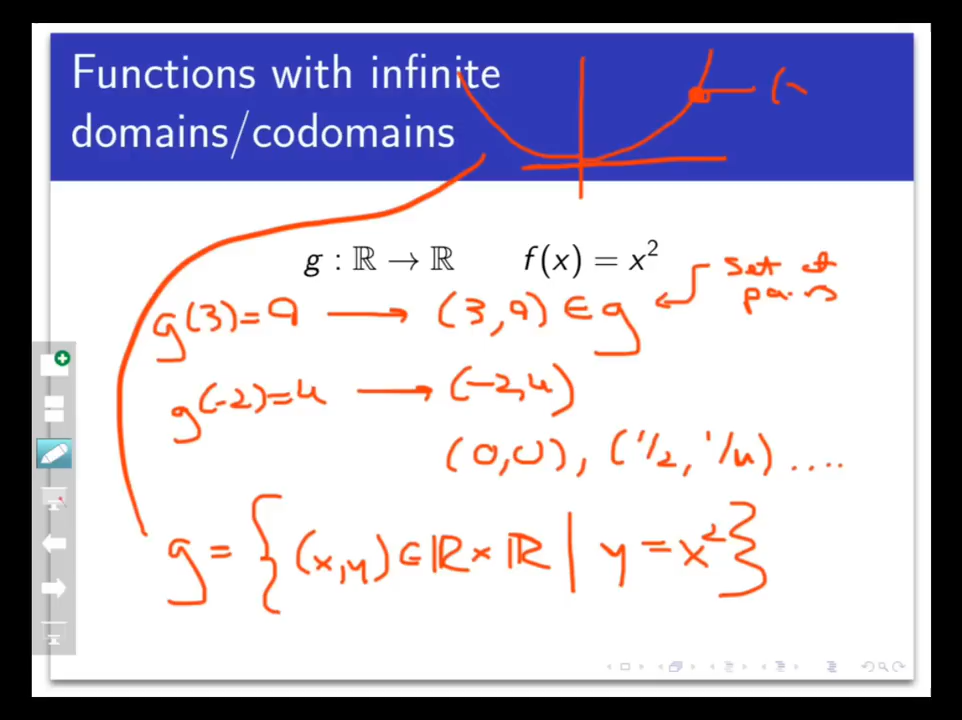 Functions with infinite
domains/codomains
g : ℝ → ℝ f(x) = x²
set of
pairs
g(3)=9 → (3,9) ∈ g
g(-2)=4 → (-2,4)
(0,0), (1/2, 1/4) ....
g = {(x,y) ∈ ℝ × ℝ | y = x²}